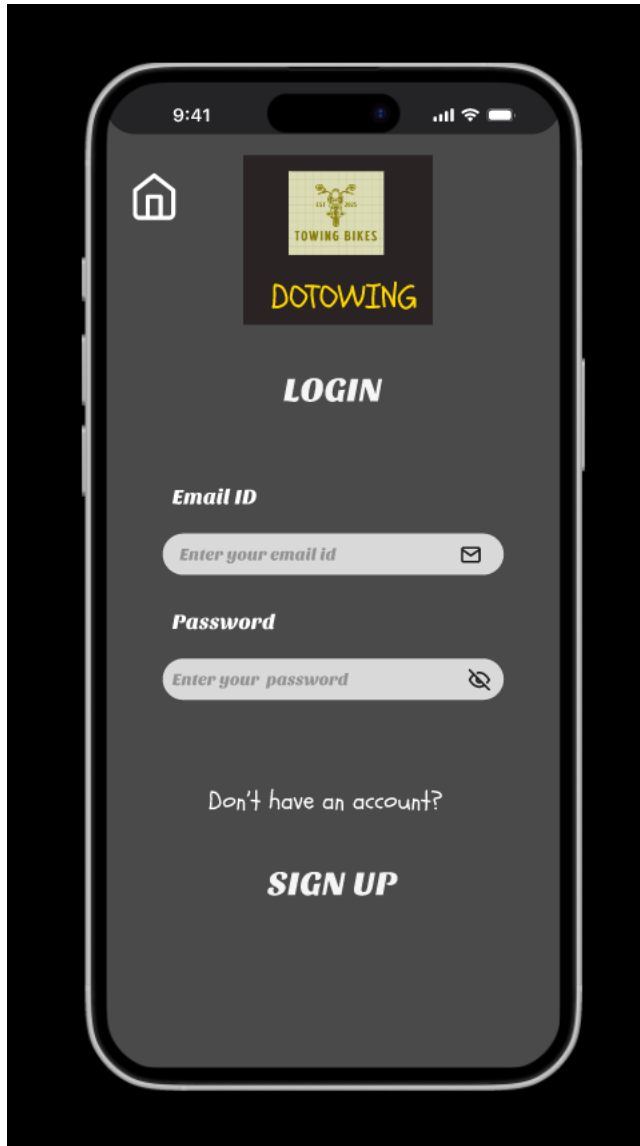 9:41
EST 2025
TOWING BIKES
DOTOWING
LOGIN
Email ID
Enter your email id
Password
Enter your password
Don't have an account?
SIGN UP